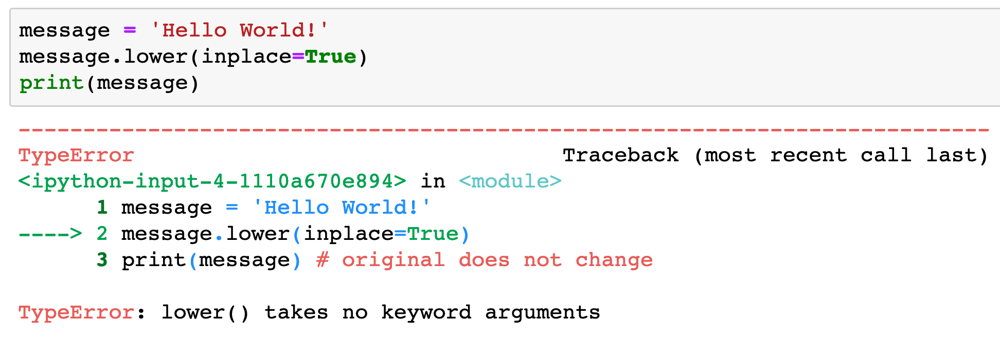 message = 'Hello World!'
message.lower(inplace=True)
print(message)
---------------------------------------------------------------------------
TypeError                                 Traceback (most recent call last)
<ipython-input-4-1110a670e894> in <module>
      1 message = 'Hello World!'
----> 2 message.lower(inplace=True)
      3 print(message) # original does not change
TypeError: lower() takes no keyword arguments